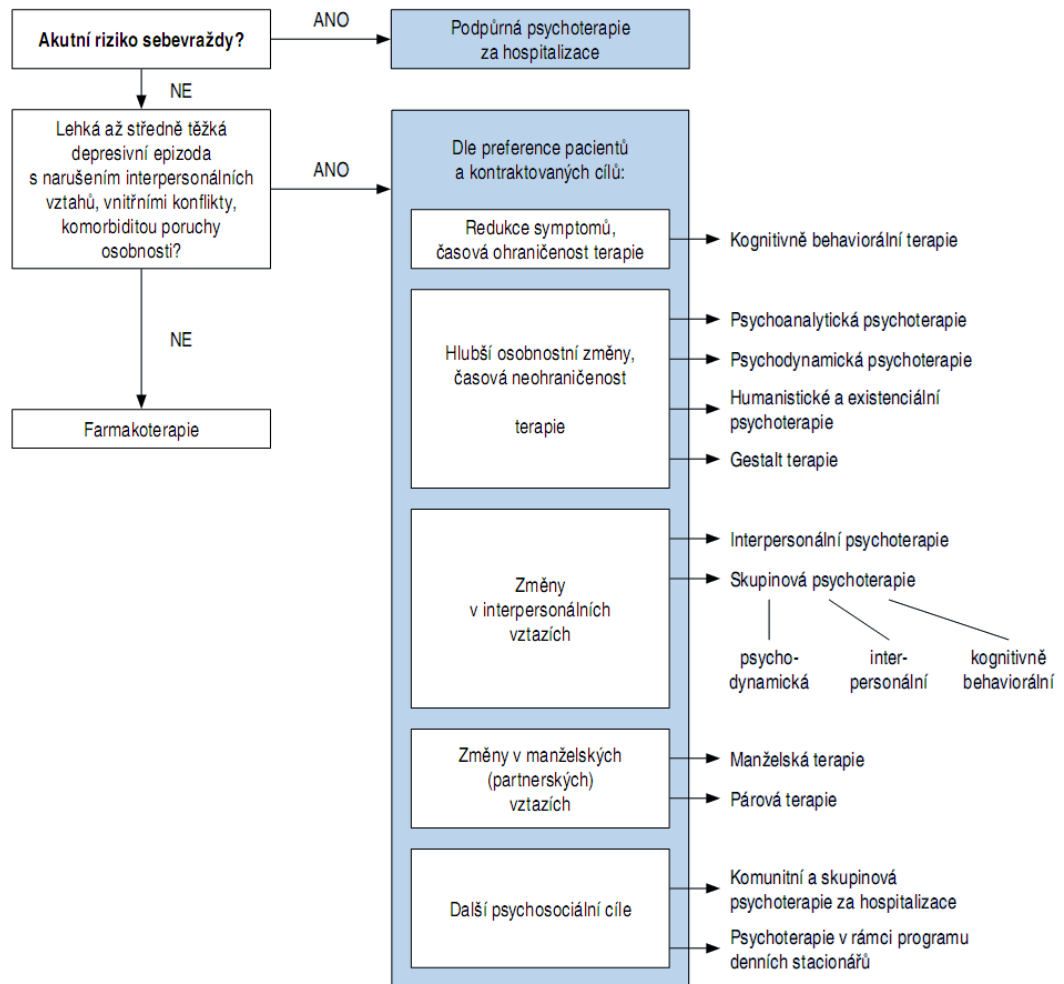 Akutní riziko sebevraždy?
ANO
Podpůrná psychoterapie
za hospitalizace
NE
Lehká až středně těžká
depresivní epizoda
s narušením interpersonálních
vztahů, vnitřními konflikty,
komorbiditou poruchy
osobnosti?
ANO
NE
Farmakoterapie
Dle preference pacientů
a kontraktovaných cílů:
Redukce symptomů,
časová ohraničenost terapie
Kognitivně behaviorální terapie
Hlubší osobnostní změny,
časová neohraničenost
terapie
Psychoanalytická psychoterapie
Psychodynamická psychoterapie
Humanistické a existenciální
psychoterapie
Gestalt terapie
Změny
v interpersonálních
vztazích
Interpersonální psychoterapie
Skupinová psychoterapie
psycho-
dynamická
inter-
personální
kognitivně
behaviorální
Změny v manželských
(partnerských)
vztazích
Manželská terapie
Párová terapie
Další psychosociální cíle
Komunitní a skupinová
psychoterapie za hospitalizace
Psychoterapie v rámci programu
denních stacionářů